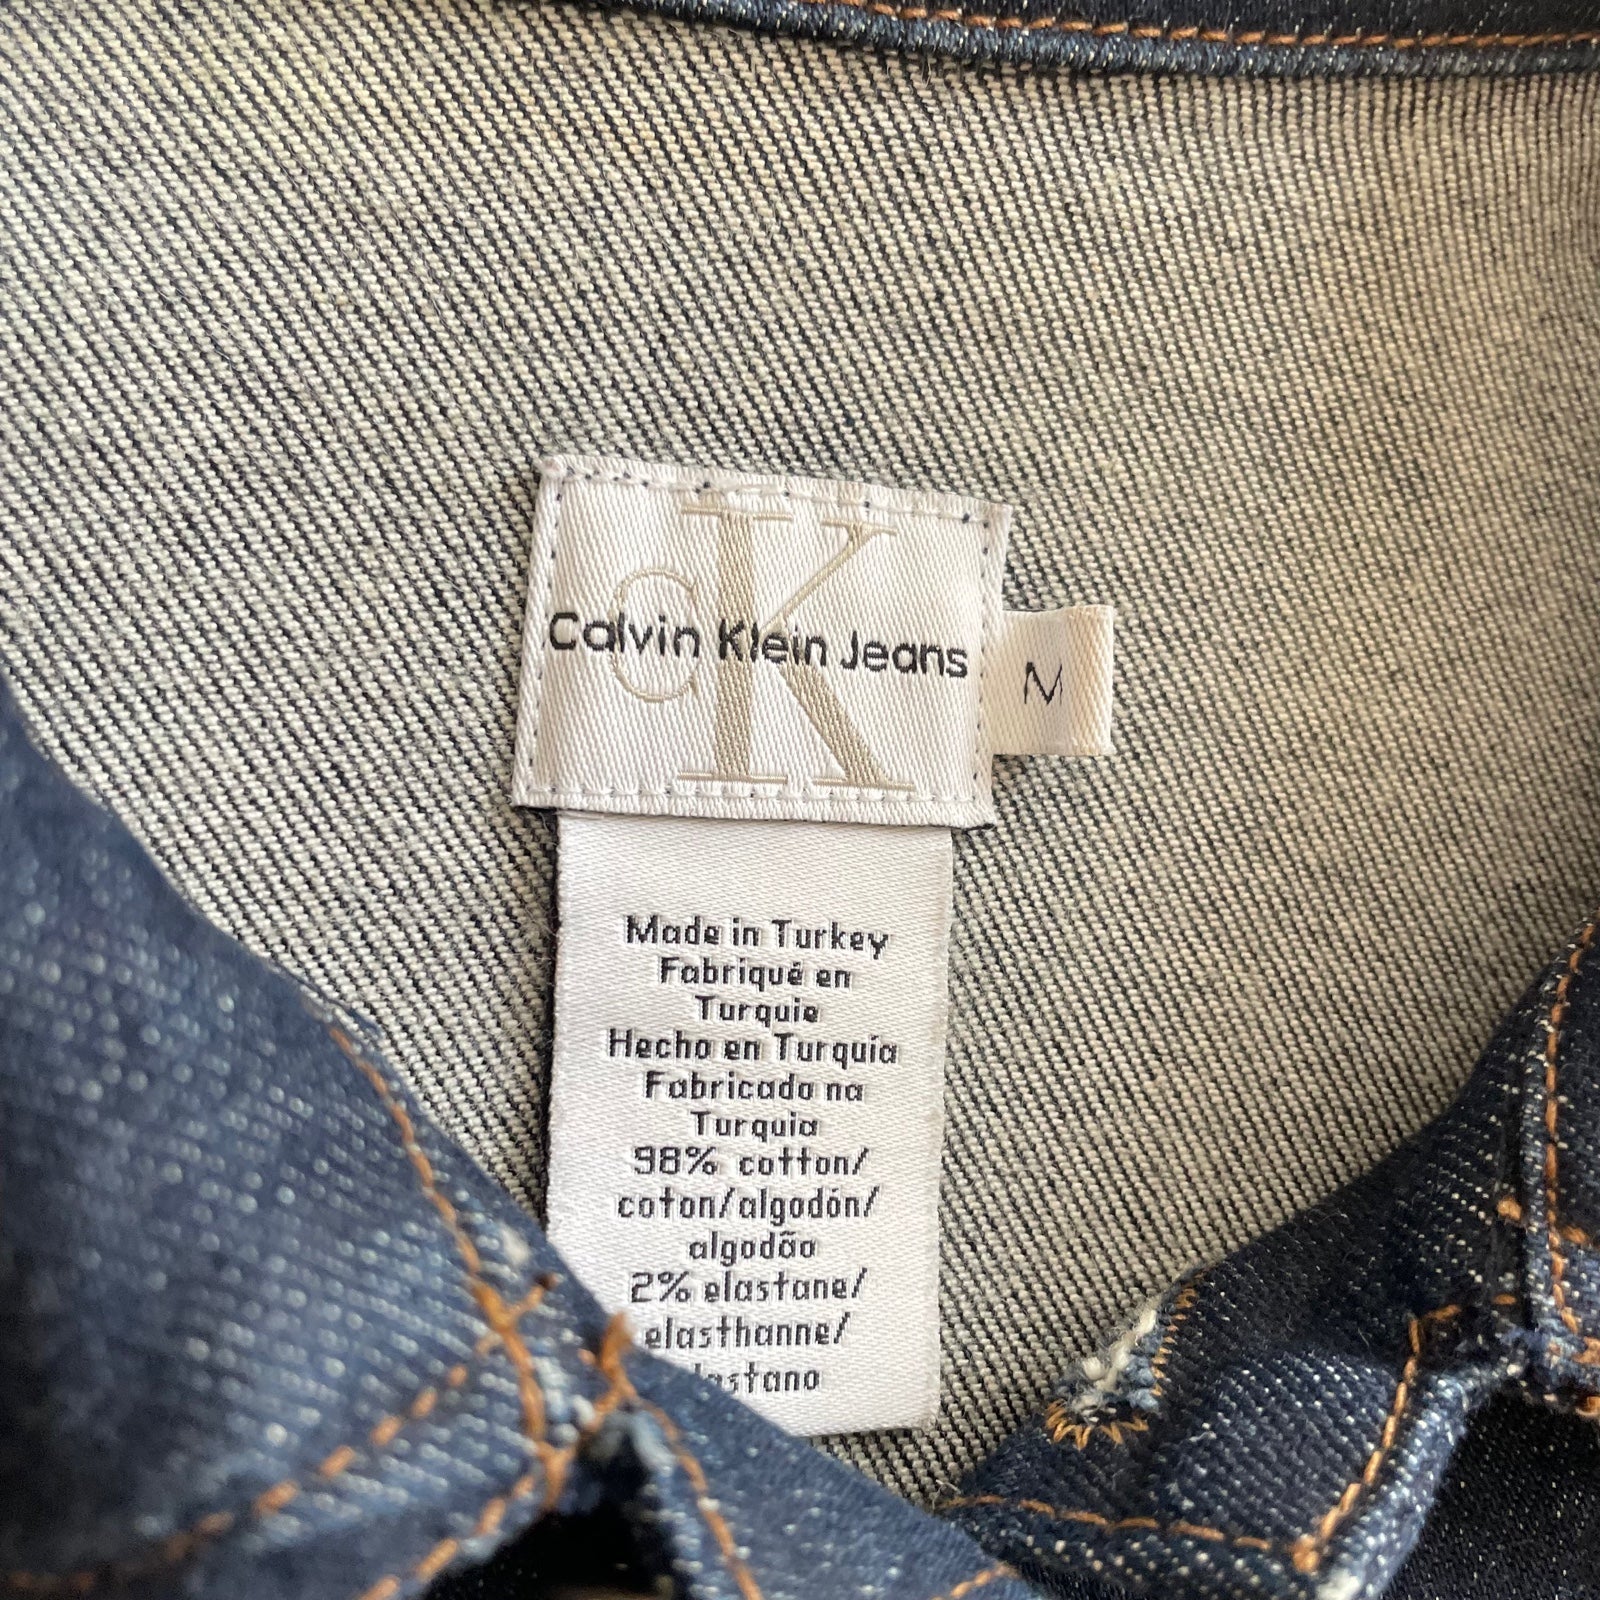 CK
Calvin Klein Jeans
M
Made in Turkey
Fabriqué en
Turquie
Hecho en Turquía
Fabricado na
Turquia
98% cotton/
coton/algodón/
algodão
2% elastane/
elasthanne/